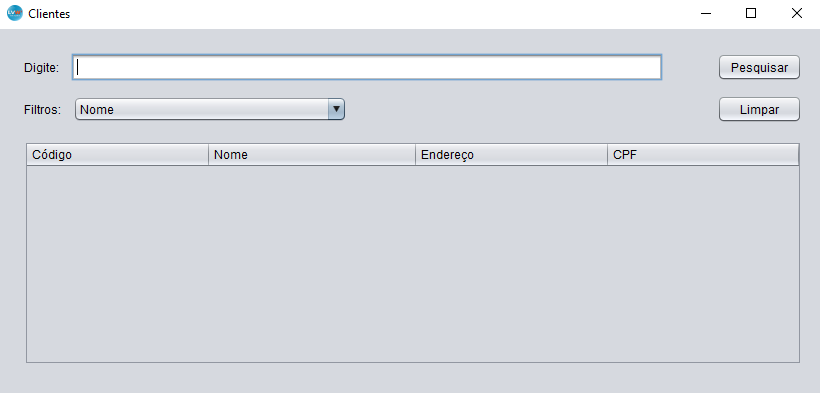 Clientes
Digite:
Pesquisar
Filtros: Nome
Limpar
Código Nome Endereço CPF